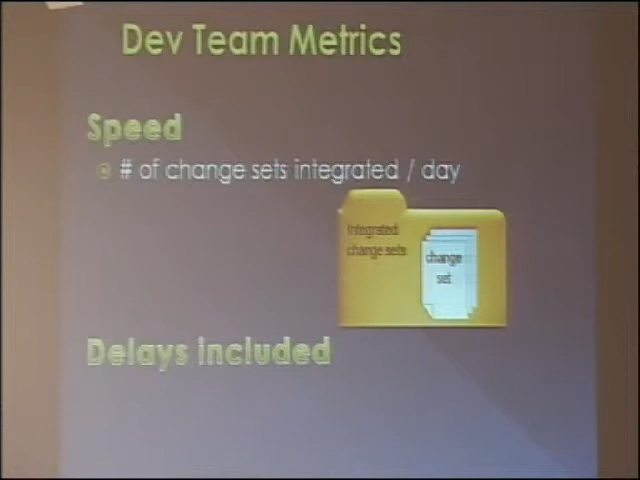 Dev Team Metrics
Speed
# of change sets integrated / day
Integrated
change sets
change
set
Delays included